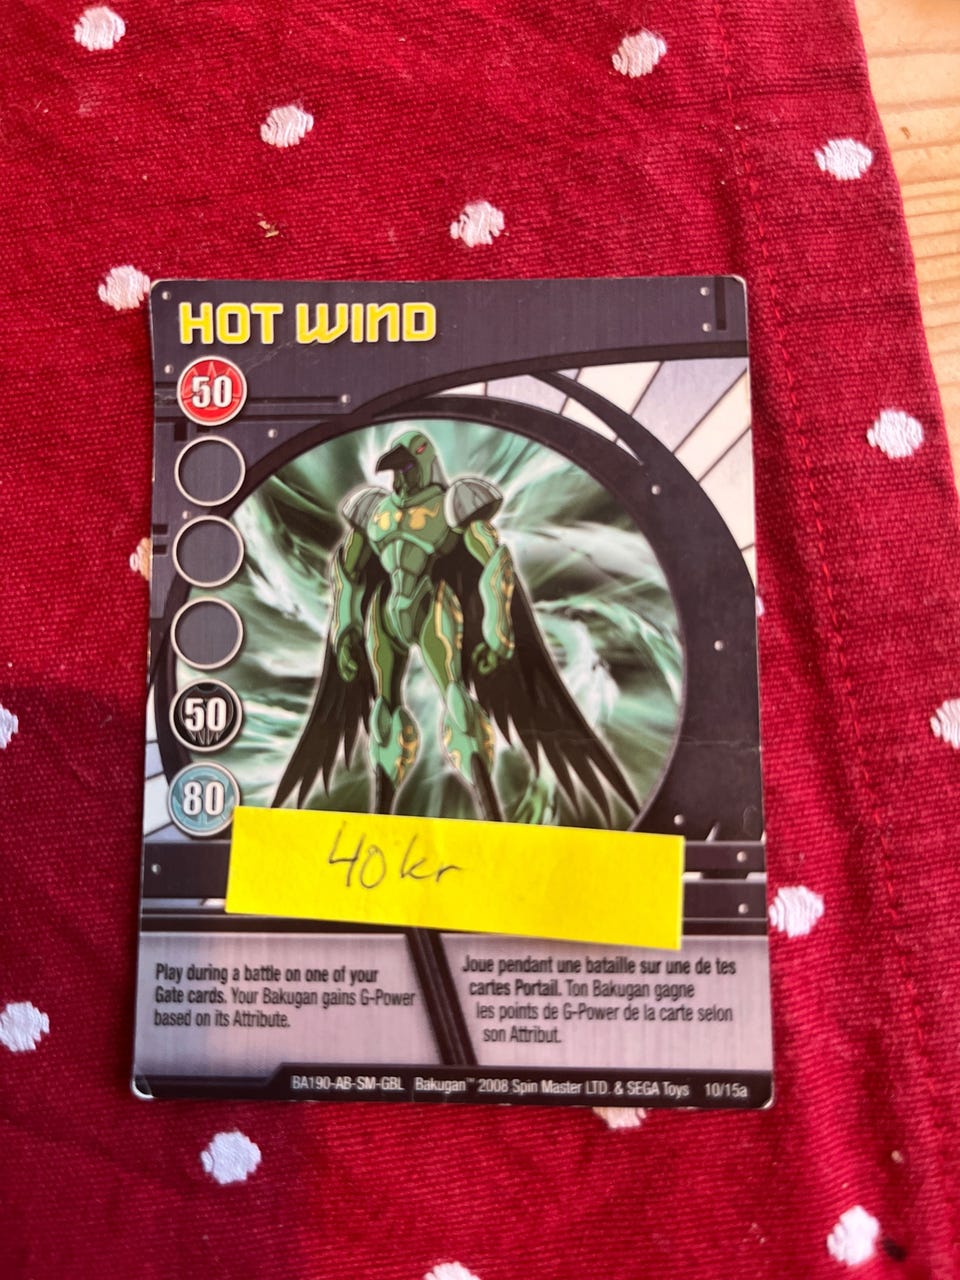 HOT WIND
50
50
80
40 kr
Play during a battle on one of your
Gate cards. Your Bakugan gains G-Power
based on its Attribute.
Joue pendant une bataille sur une de tes
cartes Portail. Ton Bakugan gagne
les points de G-Power de la carte selon
son Attribut.
BA190-AB-SM-GBL Bakugan™ 2008 Spin Master LTD. & SEGA Toys 10/15a